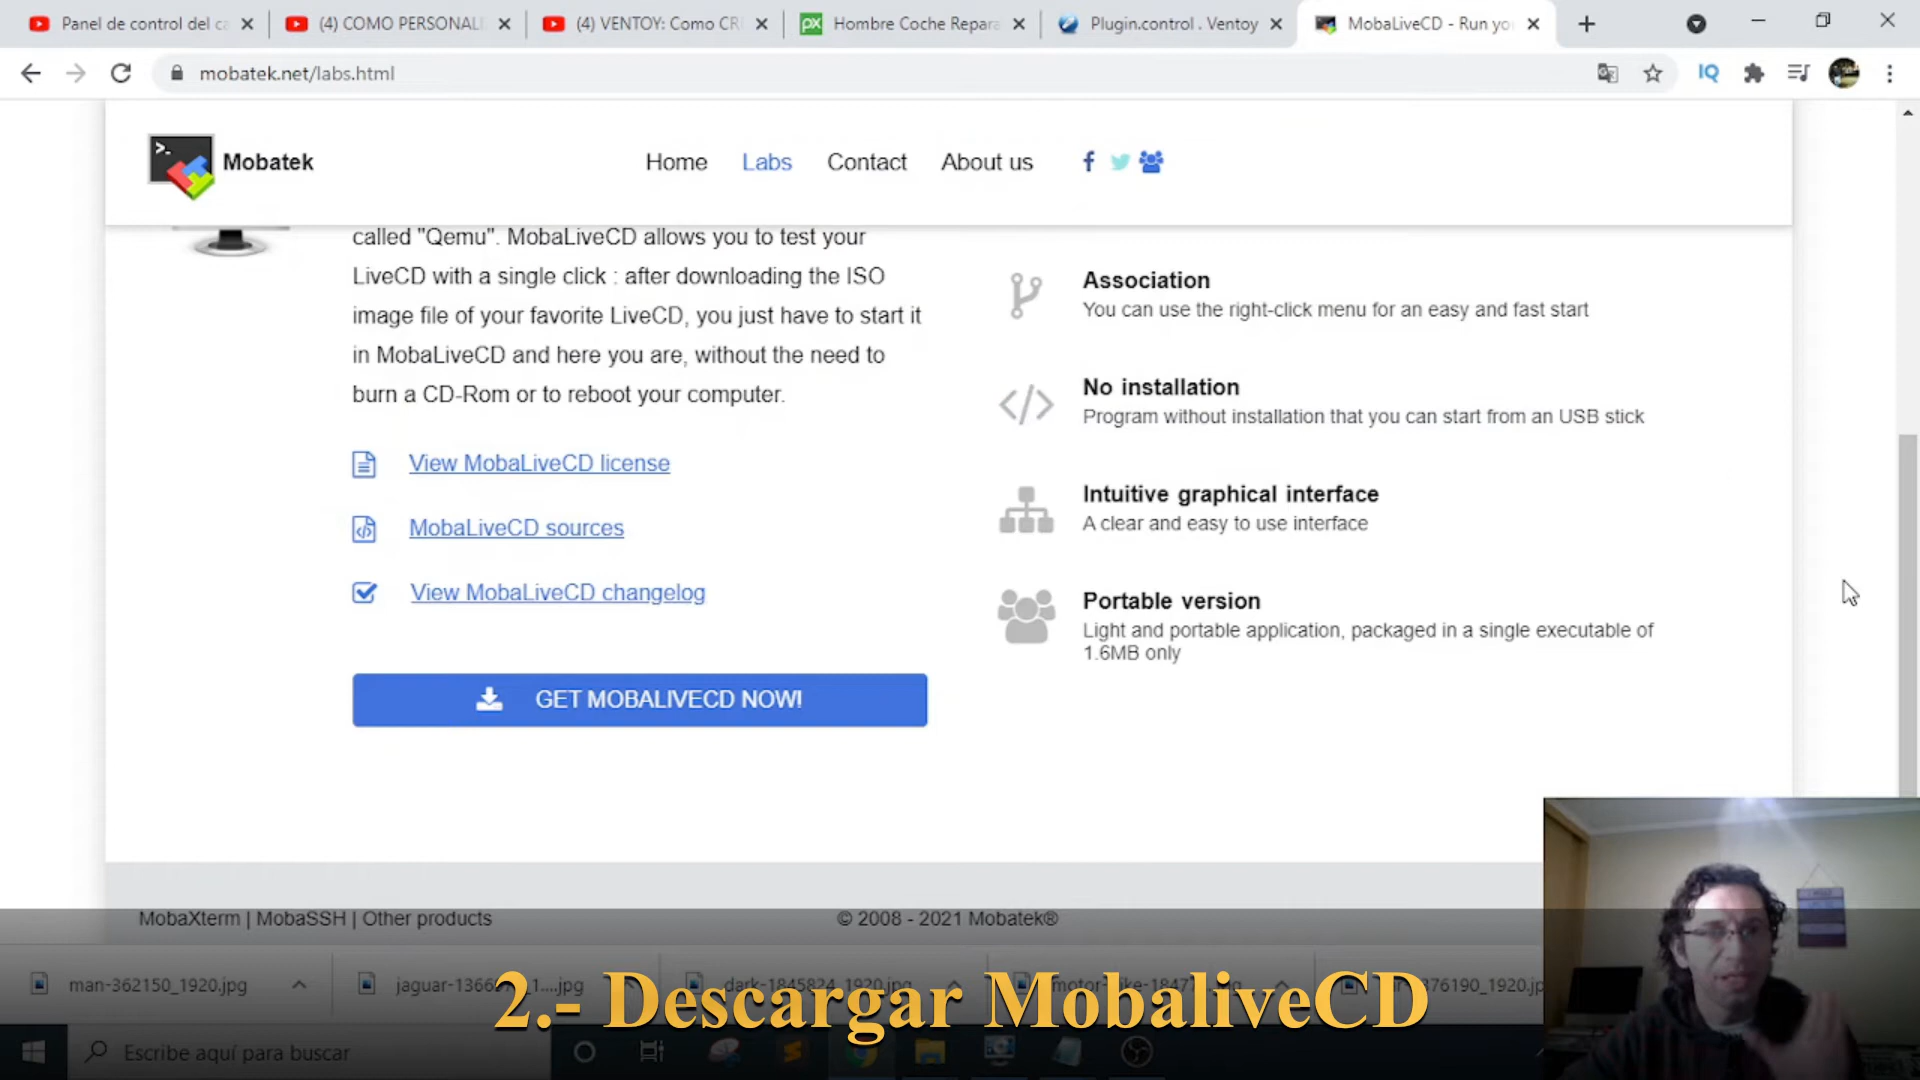 Panel de control del ca
(4) COMO PERSONAL
(4) VENTOY: Como CR
px
Hombre Coche Repara
Plugin.control . Ventoy
MobaLiveCD - Run yo
mobatek.net/labs.html
IQ
Mobatek
Home
Labs
Contact
About us
called "Qemu". MobaLiveCD allows you to test your
LiveCD with a single click : after downloading the ISO
image file of your favorite LiveCD, you just have to start it
in MobaLiveCD and here you are, without the need to
burn a CD-Rom or to reboot your computer.
View MobaLiveCD license
MobaLiveCD sources
View MobaLiveCD changelog
GET MOBALIVECD NOW!
Association
You can use the right-click menu for an easy and fast start
No installation
Program without installation that you can start from an USB stick
Intuitive graphical interface
A clear and easy to use interface
Portable version
Light and portable application, packaged in a single executable of
1.6MB only
MobaXterm | MobaSSH | Other products
© 2008 - 2021 Mobatek®
man-362150_1920.jpg
dark-1845824_1920.jpg
2.- Descargar MobaliveCD
Escribe aquí para buscar